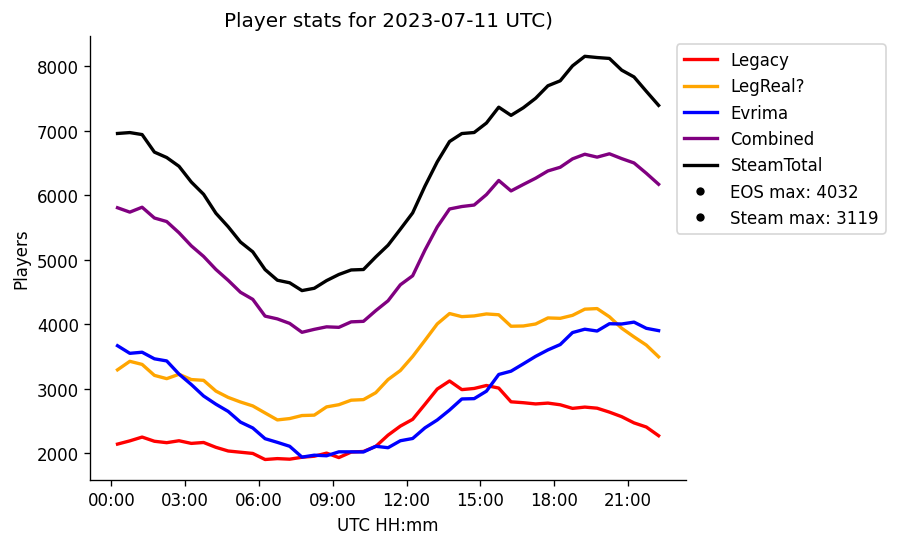 Player stats for 2023-07-11 UTC)
8000
7000
6000
5000
4000
3000
2000
Players
00:00 03:00 06:00 09:00 12:00 15:00 18:00 21:00
UTC HH:mm
Legacy
LegReal?
Evrima
Combined
SteamTotal
EOS max: 4032
Steam max: 3119